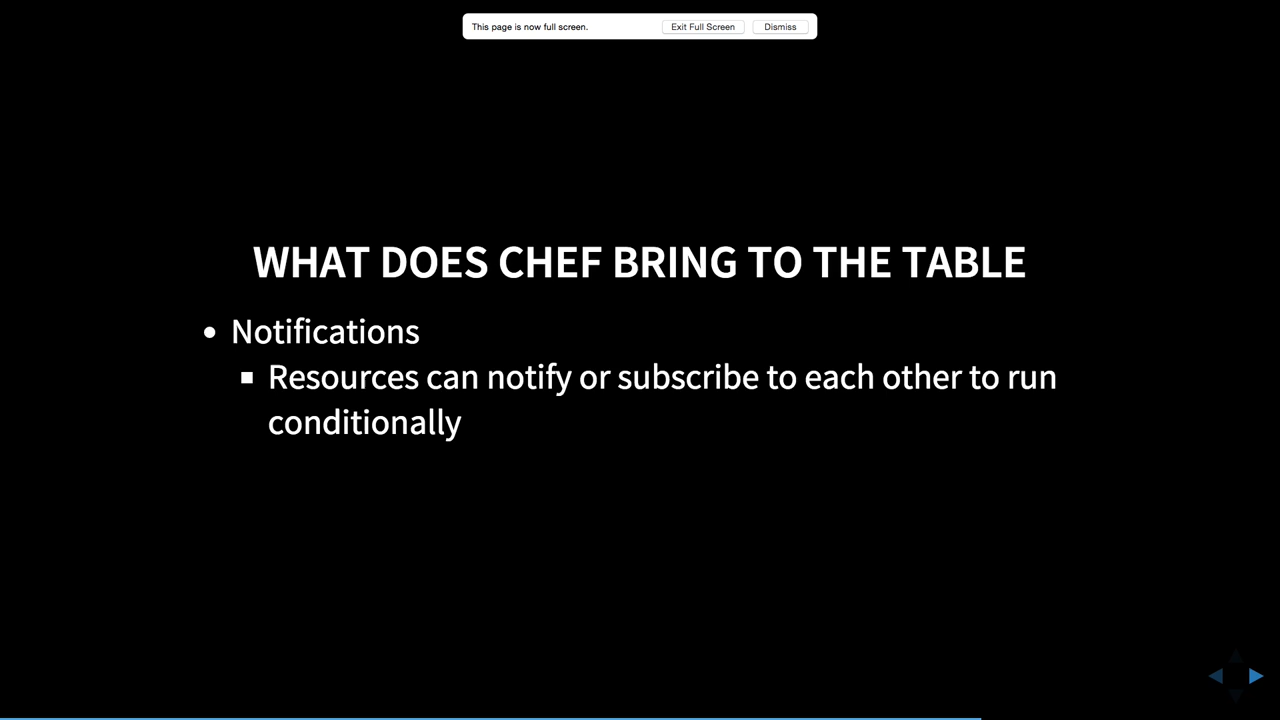 This page is now full screen. Exit Full Screen Dismiss
WHAT DOES CHEF BRING TO THE TABLE
Notifications
Resources can notify or subscribe to each other to run
conditionally